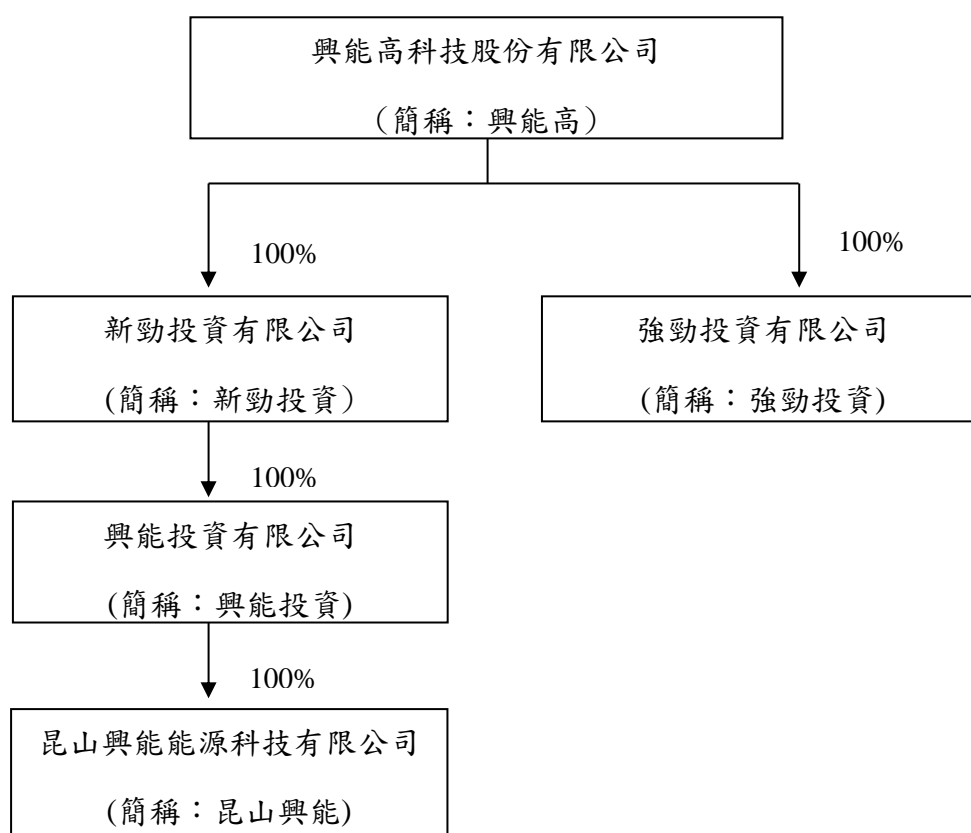 興能高科技股份有限公司
（簡稱：興能高）
100%
100%
新勁投資有限公司
(簡稱：新勁投資）
強勁投資有限公司
(簡稱：強勁投資)
100%
興能投資有限公司
(簡稱：興能投資)
100%
昆山興能能源科技有限公司
(簡稱：昆山興能)